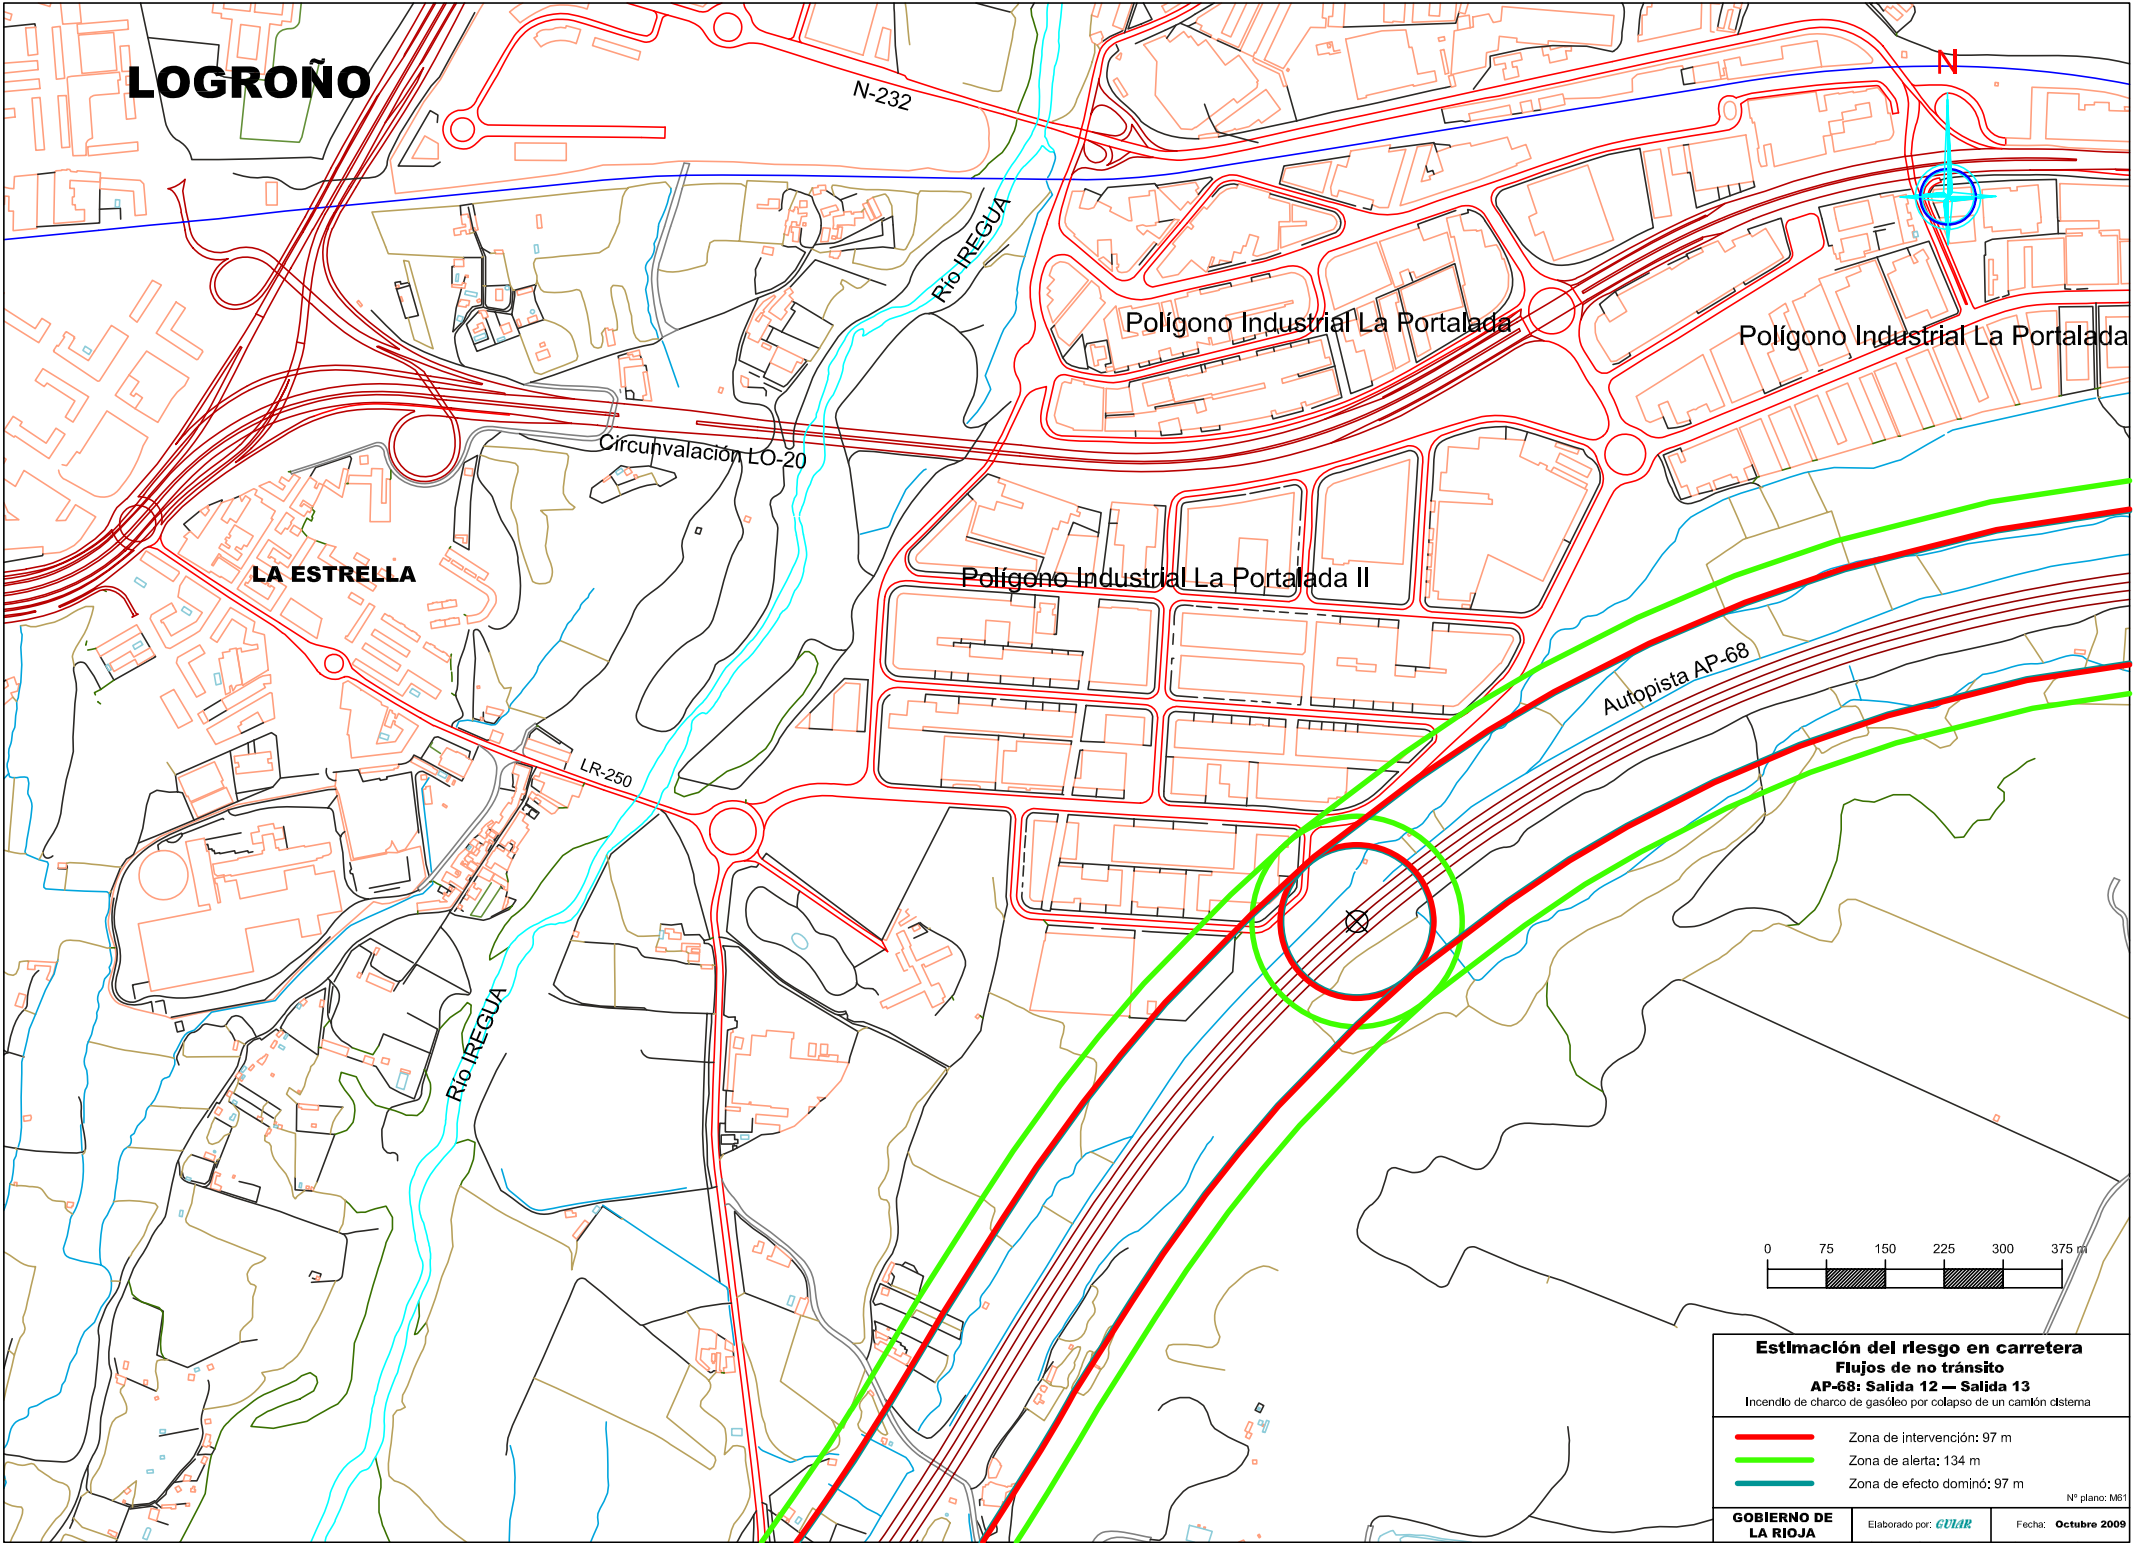 LOGROÑO
N
N-232
Río IREGUA
Polígono Industrial La Portalada
Polígono Industrial La Portalada
Circunvalación LO-20
LA ESTRELLA
Polígono Industrial La Portalada II
Autopista AP-68
LR-250
Río IREGUA
0 75 150 225 300 375 m
Estimación del riesgo en carretera
Flujos de no tránsito
AP-68: Salida 12 — Salida 13
Incendio de charco de gasóleo por colapso de un camión cisterna
Zona de intervención: 97 m
Zona de alerta: 134 m
Zona de efecto dominó: 97 m
Nº plano: M61
GOBIERNO DE
LA RIOJA
Elaborado por: GUIAR
Fecha: Octubre 2009